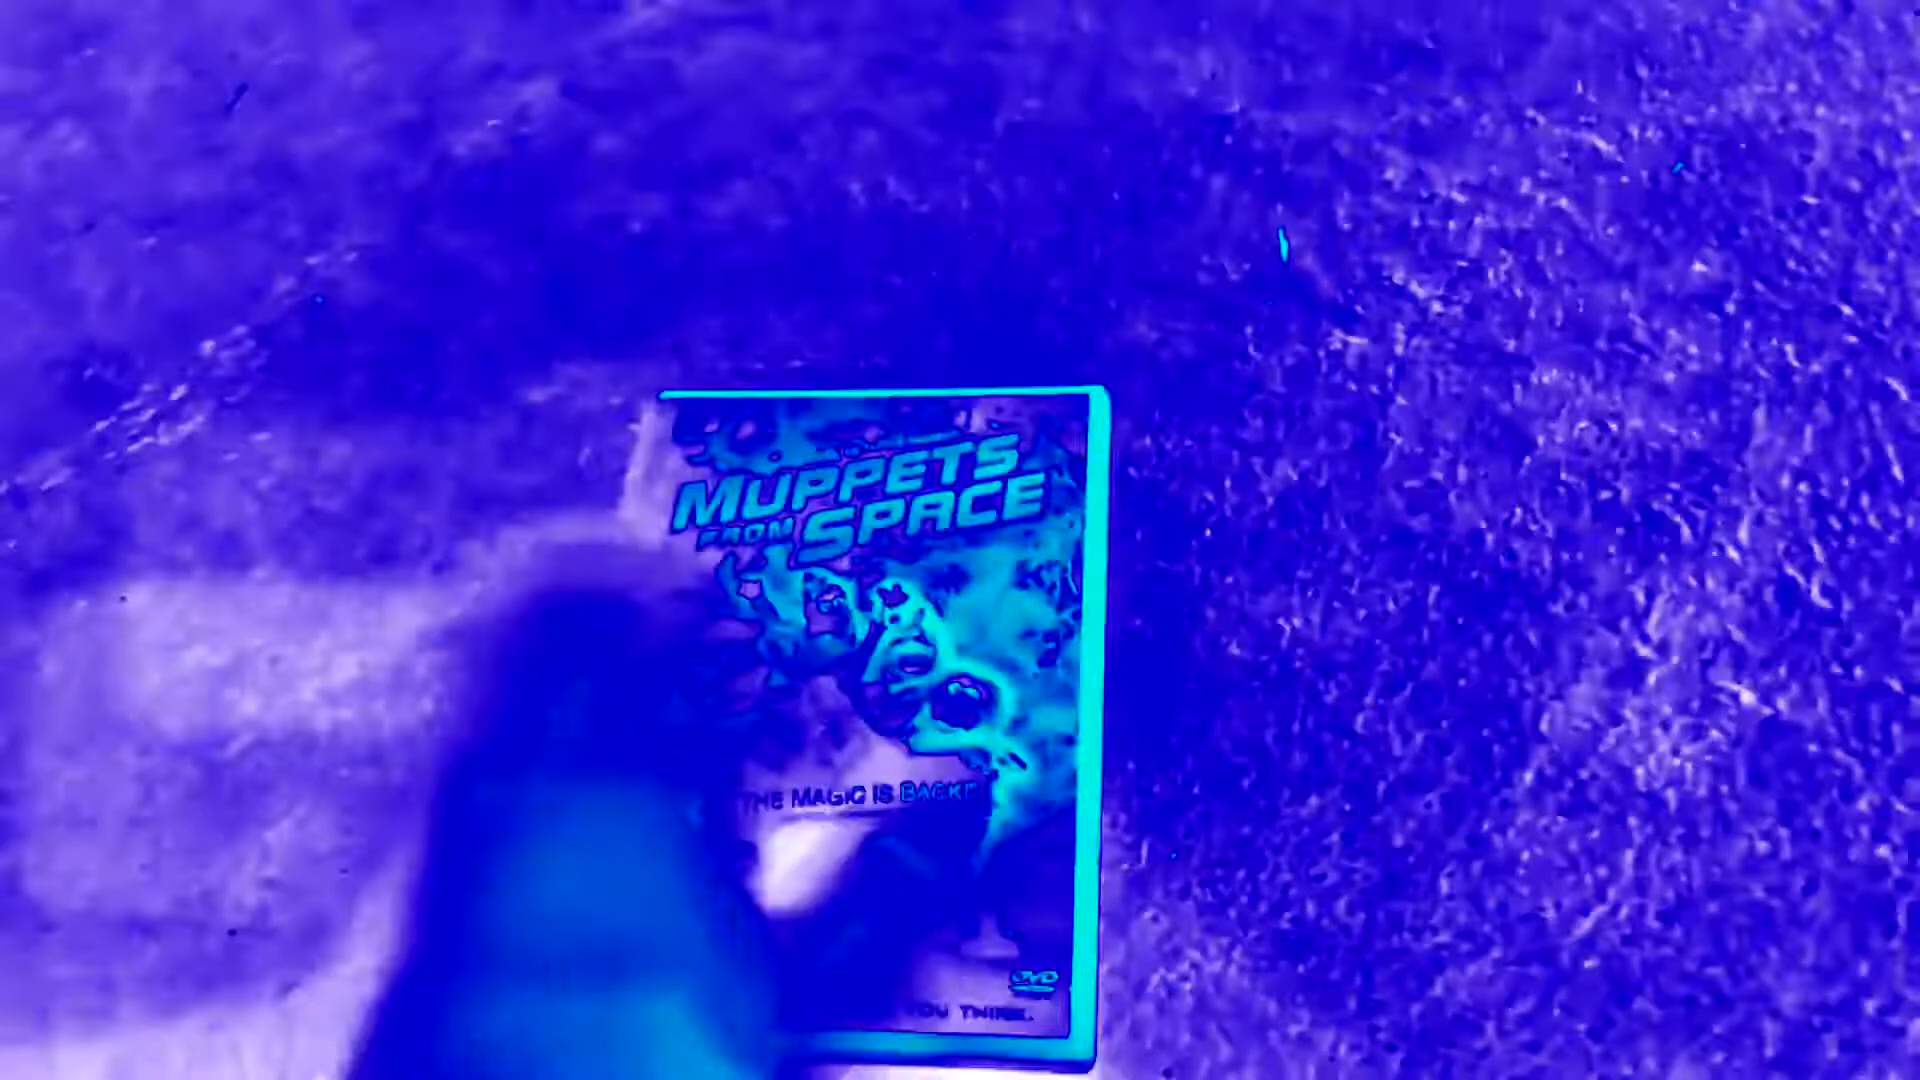 MUPPETS
FROM SPACE
THE MAGIC IS BACK!"
DVD
YOU THINK.